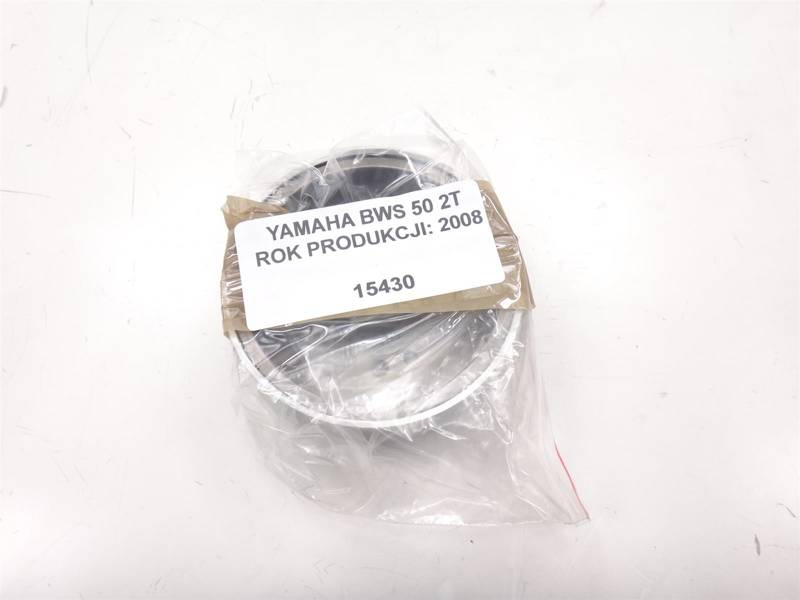 YAMAHA BWS 50 2T
ROK PRODUKCJI: 2008
15430